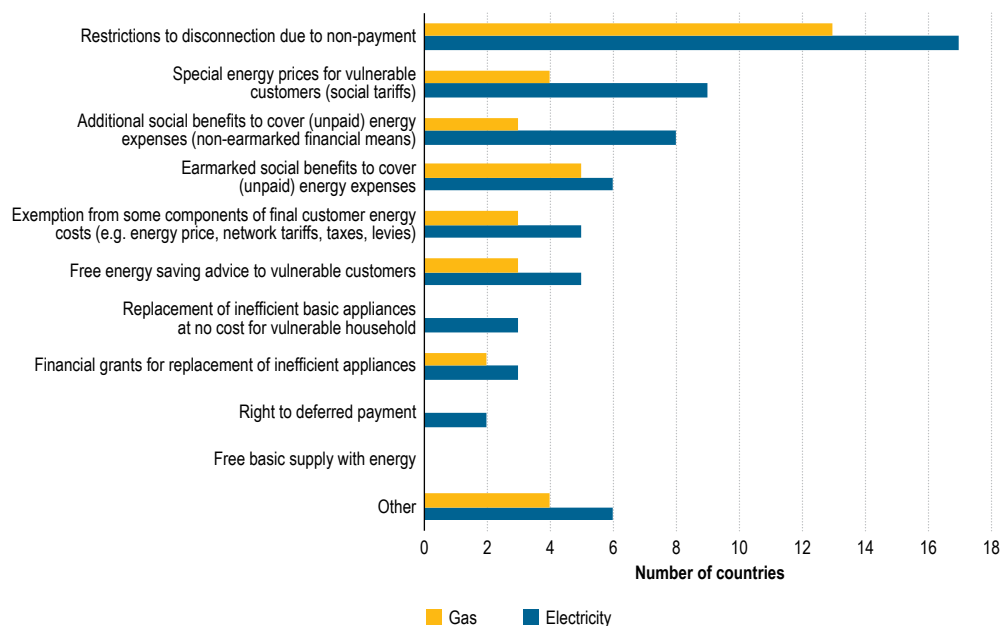 Restrictions to disconnection due to non-payment
Special energy prices for vulnerable
customers (social tariffs)
Additional social benefits to cover (unpaid) energy
expenses (non-earmarked financial means)
Earmarked social benefits to cover
(unpaid) energy expenses
Exemption from some components of final customer energy
costs (e.g. energy price, network tariffs, taxes, levies)
Free energy saving advice to vulnerable customers
Replacement of inefficient basic appliances
at no cost for vulnerable household
Financial grants for replacement of inefficient appliances
Right to deferred payment
Free basic supply with energy
Other
0 2 4 6 8 10 12 14 16 18
Number of countries
Gas Electricity